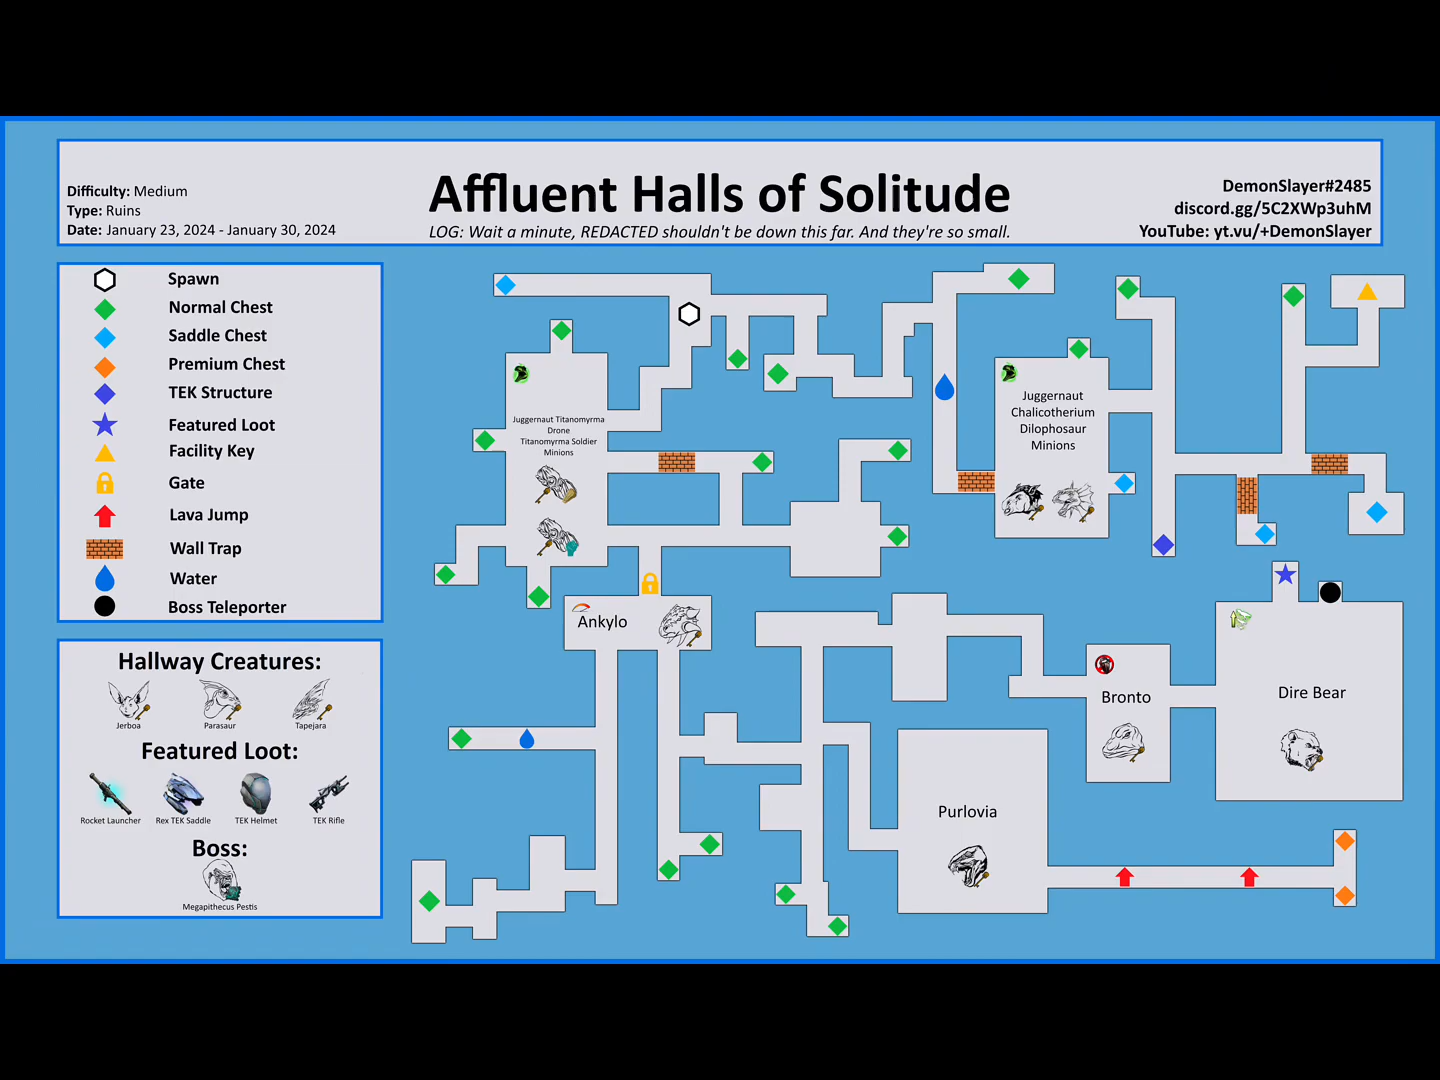 Difficulty: Medium
Type: Ruins
Date: January 23, 2024 - January 30, 2024
Affluent Halls of Solitude
LOG: Wait a minute, REDACTED shouldn't be down this far. And they're so small.
DemonSlayer#2485
discord.gg/5C2XWp3uhM
YouTube: yt.vu/+DemonSlayer
Spawn
Normal Chest
Saddle Chest
Premium Chest
TEK Structure
Featured Loot
Facility Key
Gate
Lava Jump
Wall Trap
Water
Boss Teleporter
Hallway Creatures:
Jerboa
Parasaur
Tapejara
Featured Loot:
Rocket Launcher
Rex TEK Saddle
TEK Helmet
TEK Rifle
Boss:
Megapithecus Pestis
Juggernaut Titanomyrma
Drone
Titanomyrma Soldier
Minions
Juggernaut
Chalicotherium
Dilophosaur
Minions
Ankylo
Bronto
Dire Bear
Purlovia